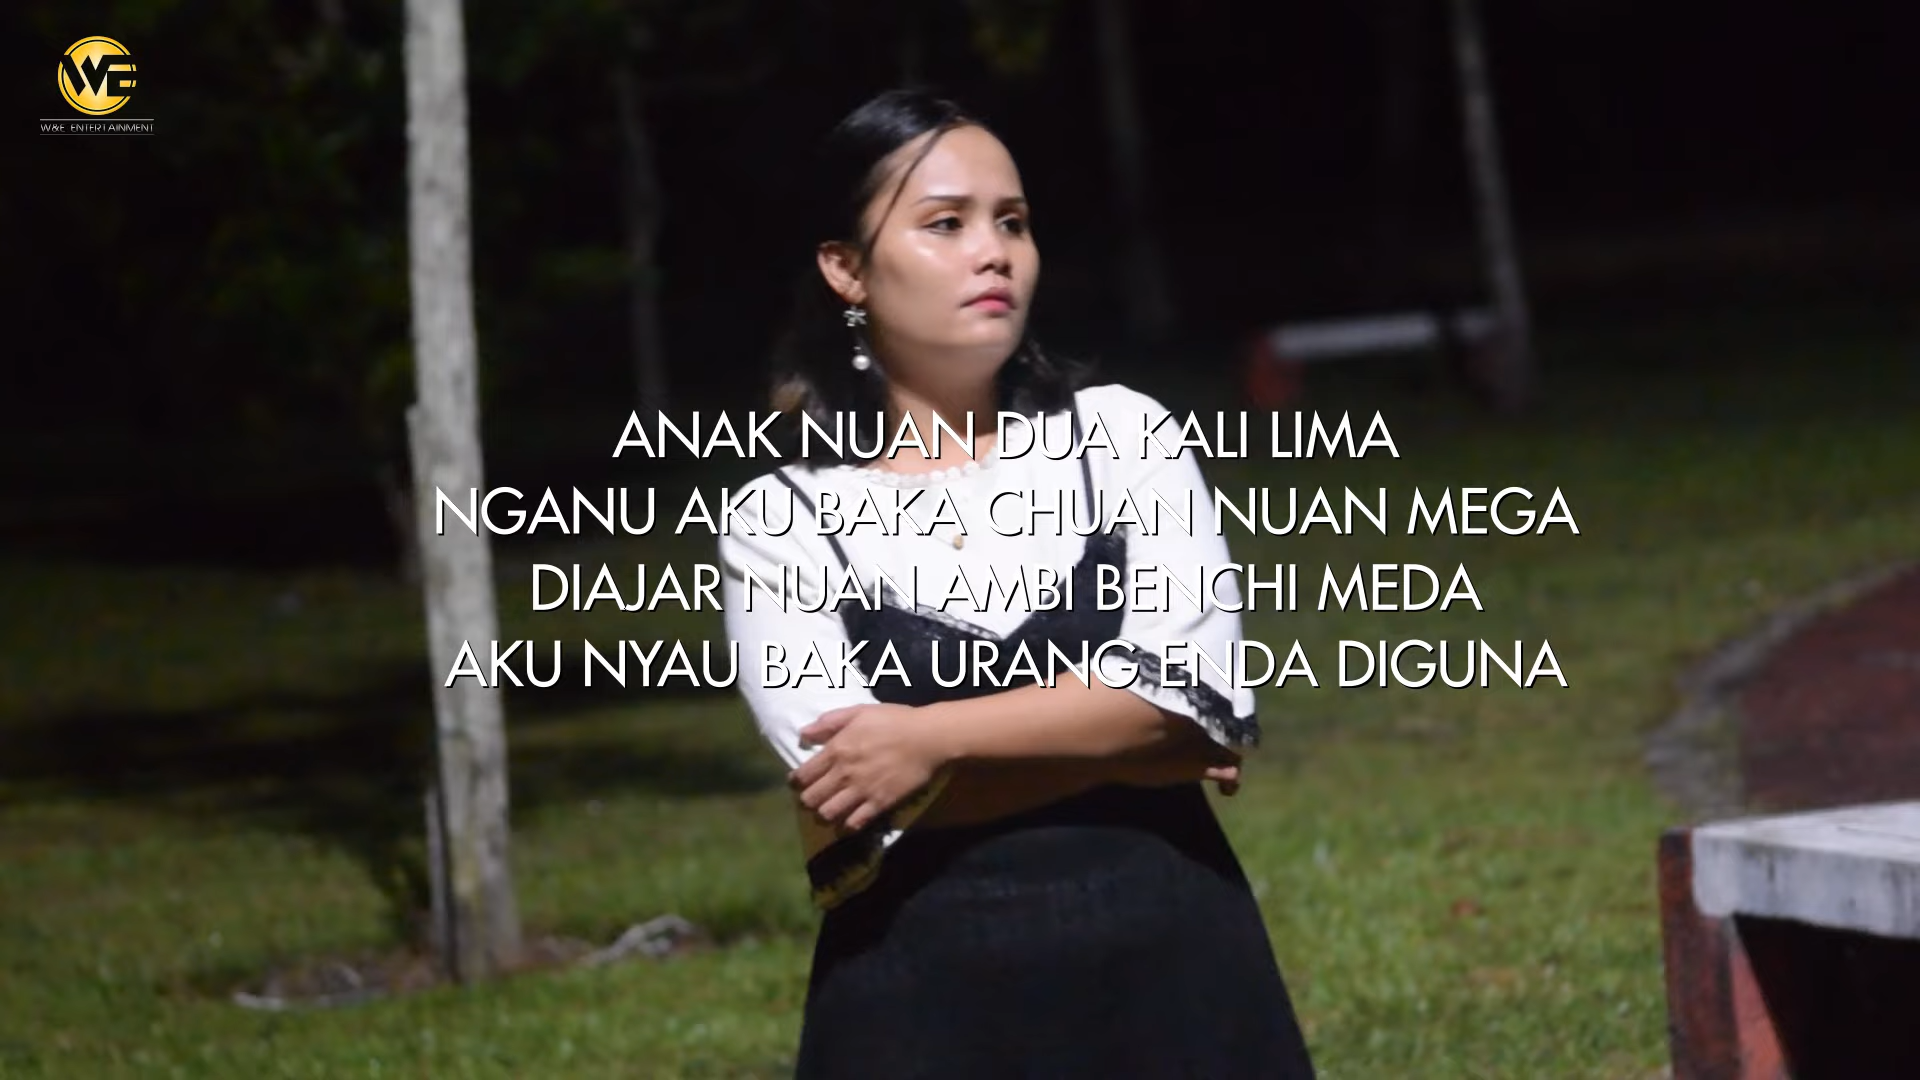 WE
W&E ENTERTAINMENT
ANAK NUAN DUA KALI LIMA
NGANU AKU BAKA CHUAN NUAN MEGA
DIAJAR NUAN AMBI BENCHI MEDA
AKU NYAU BAKA URANG ENDA DIGUNA